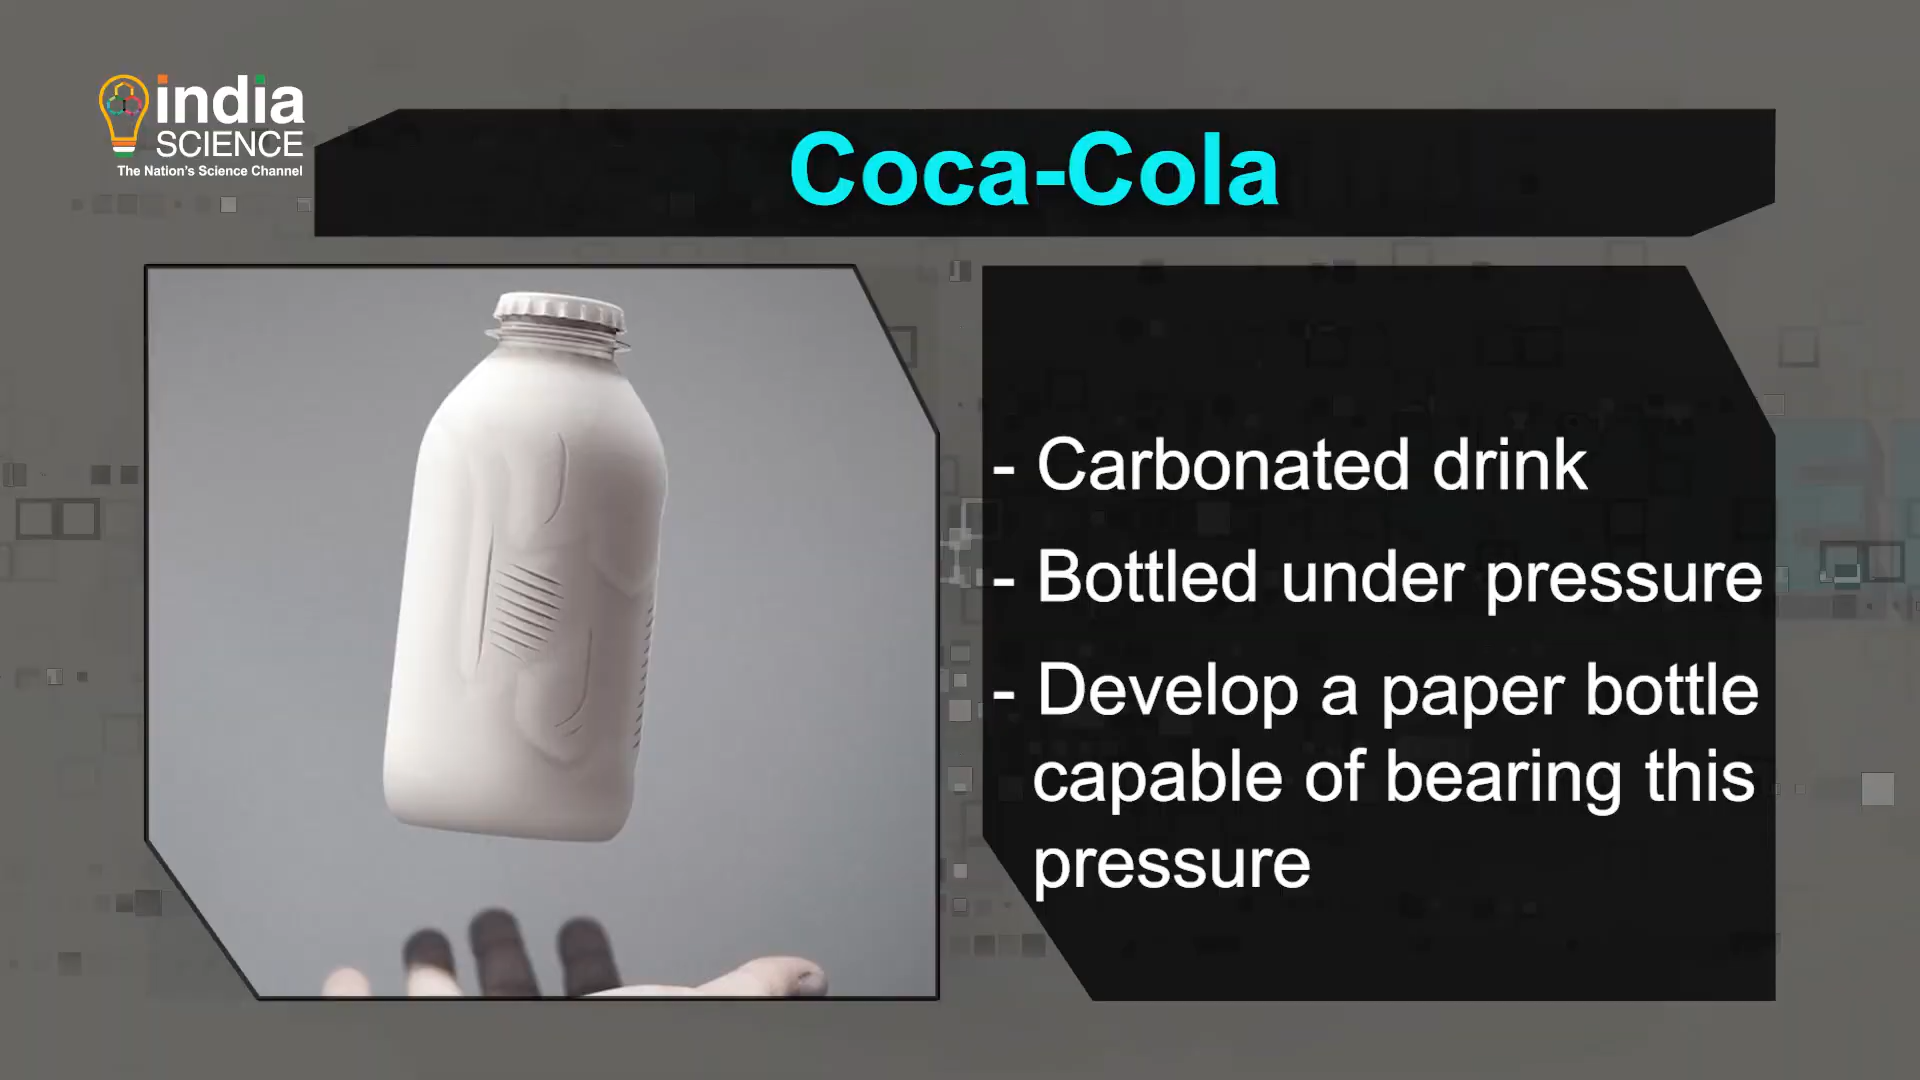 india
SCIENCE
The Nation's Science Channel
Coca-Cola
- Carbonated drink
- Bottled under pressure
- Develop a paper bottle
capable of bearing this
pressure